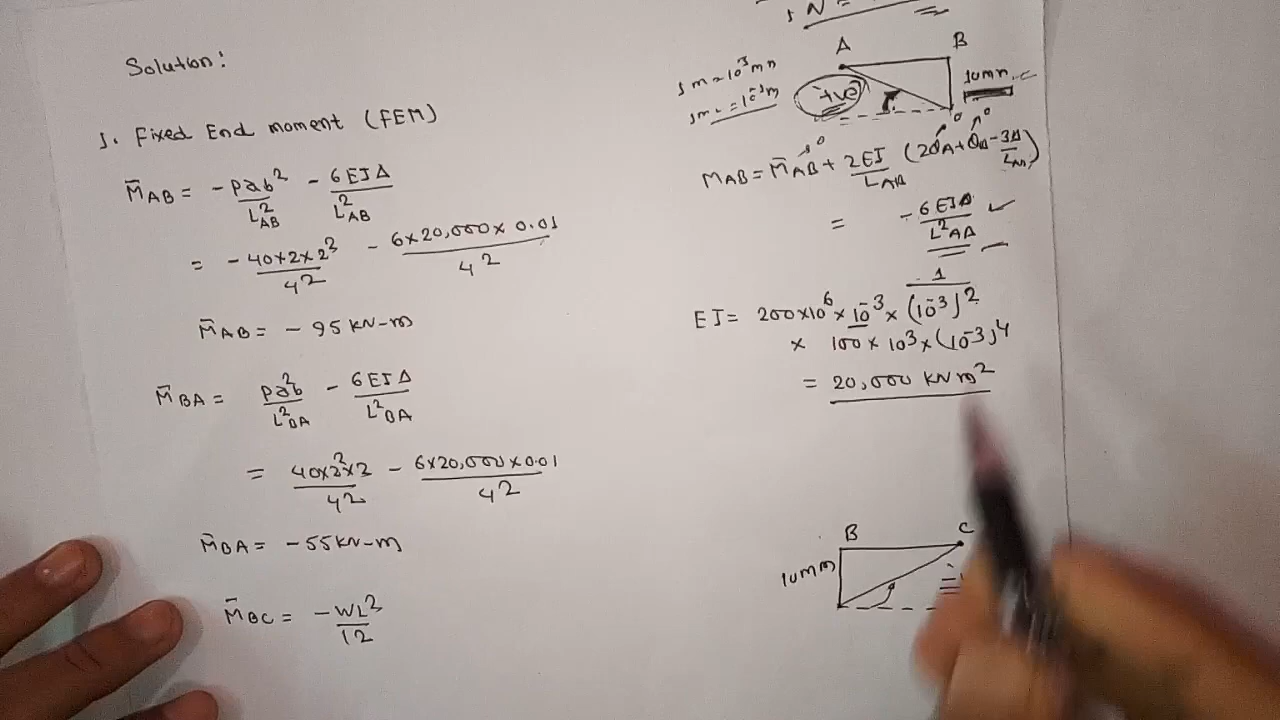 Solution:
1. Fixed End moment (FEM)
M̄AB = -Pab² / L²AB - 6EIΔ / L²AB
= -40×2×2² / 4² - 6×20,000×0.01 / 4²
M̄AB = -95 kN-m
M̄BA = Pa²b / L²BA - 6EIΔ / L²BA
= 40×2²×2 / 4² - 6×20,000×0.01 / 4²
M̄BA = -55 kN-m
M̄BC = -WL² / 12
1 N =
A B
1m = 10³ mm
= 10⁻³ m
+ve
10mm
MAB = M̄AB + 2EI / LAB (2θA + θB - 3Δ / LAB)
0 0 0
= -6EIΔ / L²AB
EI = 200×10⁶ × 10⁻³ × 1 / (10⁻³)²
× 100 × 10³ × (10⁻³)⁴
= 20,000 kNm²
B C
10mm